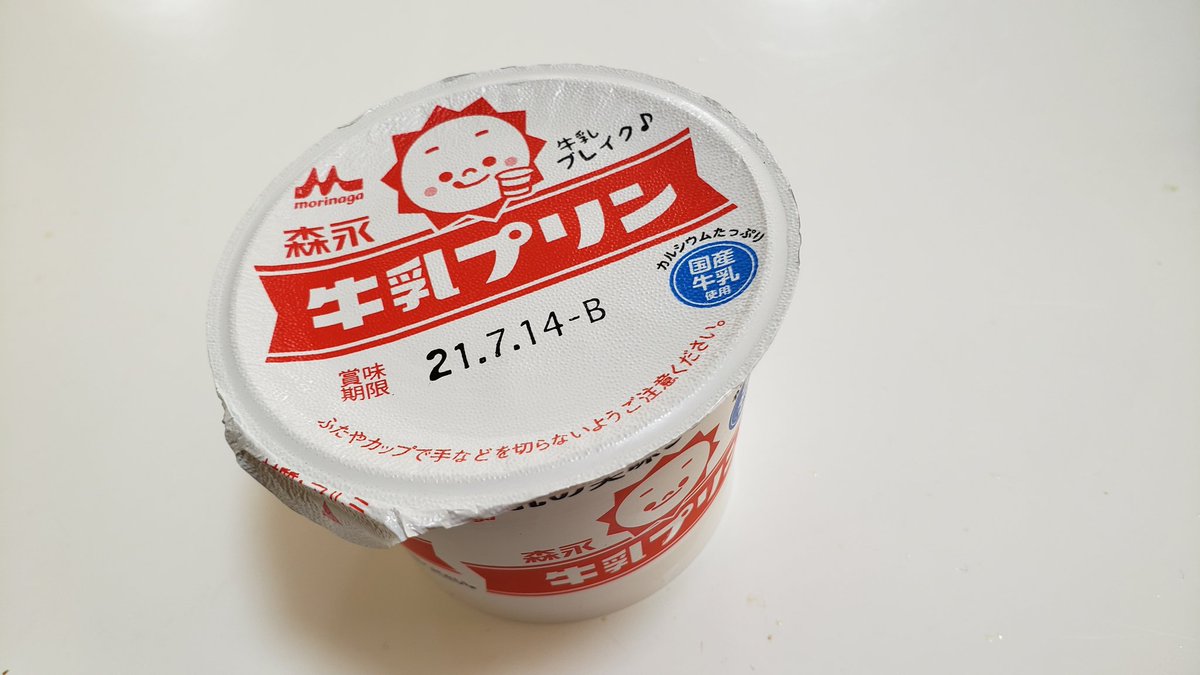 morinaga
牛乳
ブレイク♪
森永
牛乳プリン
カルシウムたっぷり
国産
牛乳
使用
賞味
期限
21.7.14-B
ふたやカップで手などを切らないようご注意ください。
森永
牛乳プリン